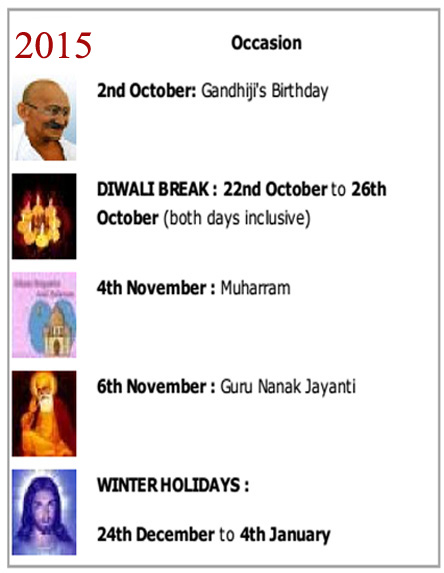 2015
Occasion
2nd October: Gandhiji's Birthday
DIWALI BREAK : 22nd October to 26th
October (both days inclusive)
4th November : Muharram
6th November : Guru Nanak Jayanti
WINTER HOLIDAYS :
24th December to 4th January